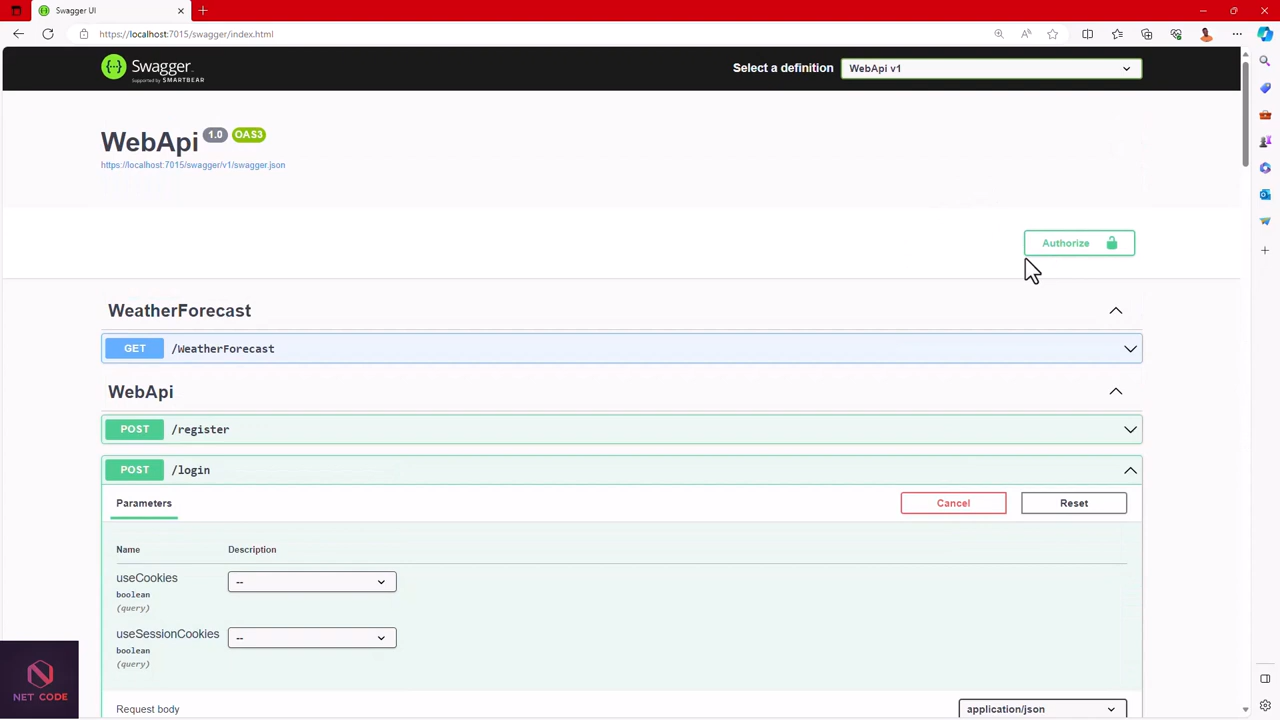 Swagger UI
https://localhost:7015/swagger/index.html
Swagger
Supported by SMARTBEAR
Select a definition
WebApi v1
WebApi 1.0 OAS3
https://localhost:7015/swagger/v1/swagger.json
Authorize
WeatherForecast
GET /WeatherForecast
WebApi
POST /register
POST /login
Parameters
Cancel
Reset
Name Description
useCookies
boolean
(query)
--
useSessionCookies
boolean
(query)
--
Request body
application/json
NET CODE